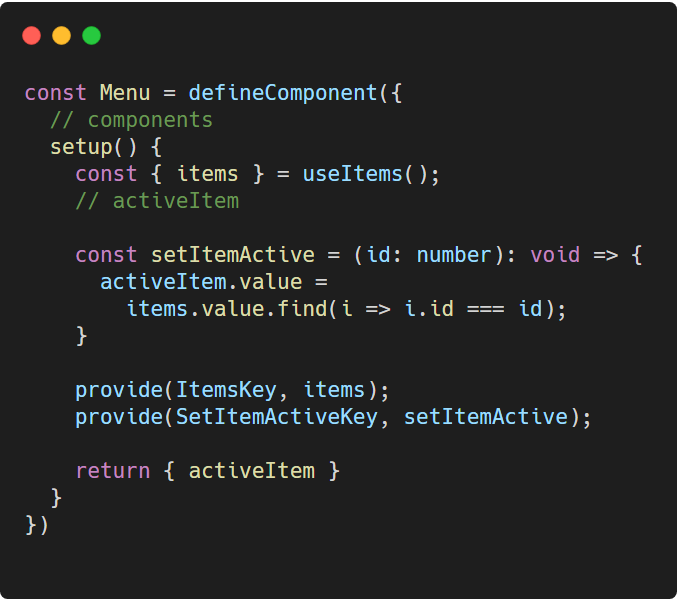 const Menu = defineComponent({
  // components
  setup() {
    const { items } = useItems();
    // activeItem

    const setItemActive = (id: number): void => {
      activeItem.value =
        items.value.find(i => i.id === id);
    }

    provide(ItemsKey, items);
    provide(SetItemActiveKey, setItemActive);

    return { activeItem }
  }
})